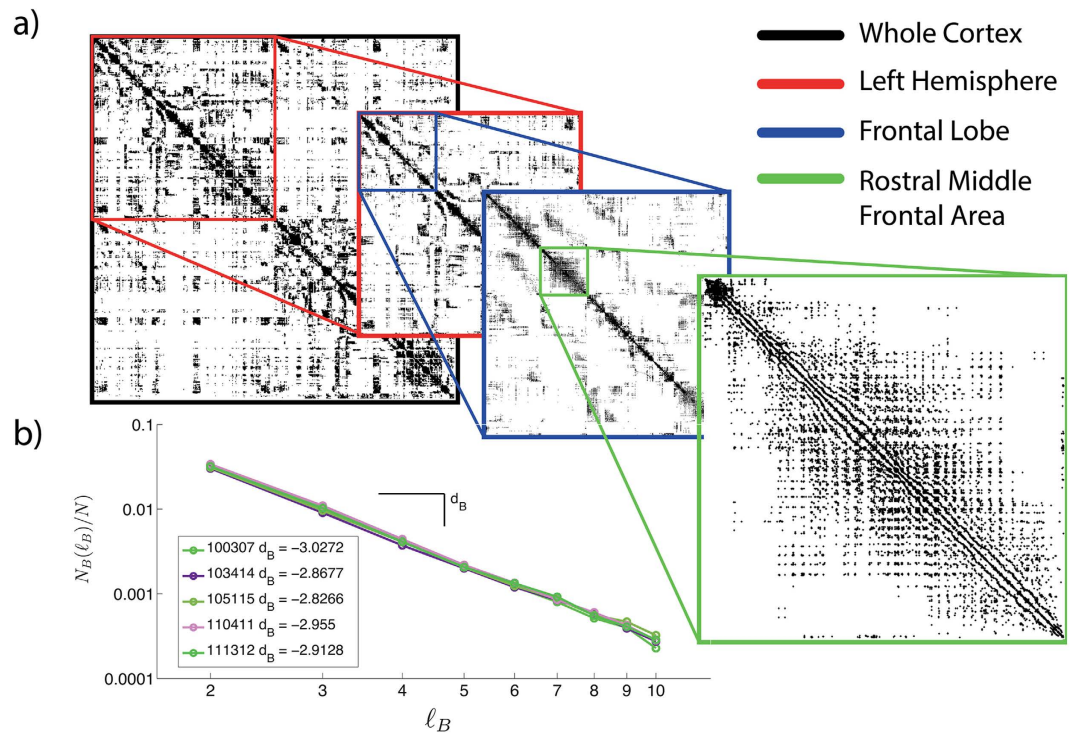 a)
Whole Cortex
Left Hemisphere
Frontal Lobe
Rostral Middle
Frontal Area
b)
0.1
0.01
0.001
0.0001
N_B(ℓ_B)/N)
d_B
100307 d_B = −3.0272
103414 d_B = −2.8677
105115 d_B = −2.8266
110411 d_B = −2.955
111312 d_B = −2.9128
2 3 4 5 6 7 8 9 10
ℓ_B